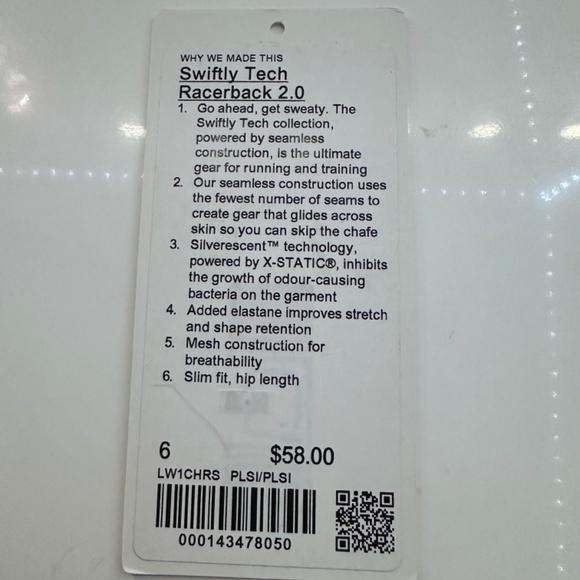 WHY WE MADE THIS
Swiftly Tech
Racerback 2.0
1. Go ahead, get sweaty. The
Swiftly Tech collection,
powered by seamless
construction, is the ultimate
gear for running and training
2. Our seamless construction uses
the fewest number of seams to
create gear that glides across
skin so you can skip the chafe
3. Silverescent™ technology,
powered by X-STATIC®, inhibits
the growth of odour-causing
bacteria on the garment
4. Added elastane improves stretch
and shape retention
5. Mesh construction for
breathability
6. Slim fit, hip length
6 $58.00
LW1CHRS PLSI/PLSI
000143478050